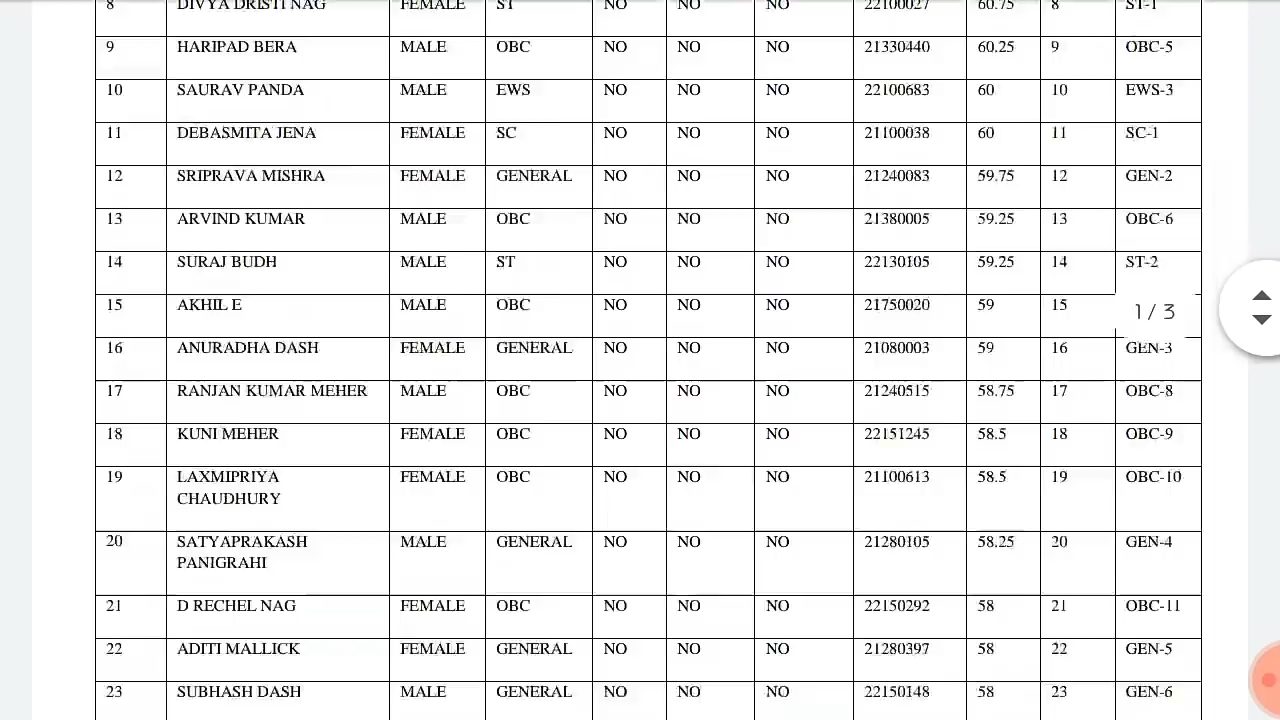 8 DIVYA DRISTI NAG FEMALE ST NO NO NO 22100027 60.75 8 ST-1
9 HARIPAD BERA MALE OBC NO NO NO 21330440 60.25 9 OBC-5
10 SAURAV PANDA MALE EWS NO NO NO 22100683 60 10 EWS-3
11 DEBASMITA JENA FEMALE SC NO NO NO 21100038 60 11 SC-1
12 SRIPRAVA MISHRA FEMALE GENERAL NO NO NO 21240083 59.75 12 GEN-2
13 ARVIND KUMAR MALE OBC NO NO NO 21380005 59.25 13 OBC-6
14 SURAJ BUDH MALE ST NO NO NO 22130105 59.25 14 ST-2
15 AKHIL E MALE OBC NO NO NO 21750020 59 15
1 / 3
16 ANURADHA DASH FEMALE GENERAL NO NO NO 21080003 59 16 GEN-3
17 RANJAN KUMAR MEHER MALE OBC NO NO NO 21240515 58.75 17 OBC-8
18 KUNI MEHER FEMALE OBC NO NO NO 22151245 58.5 18 OBC-9
19 LAXMIPRIYA FEMALE OBC NO NO NO 21100613 58.5 19 OBC-10
CHAUDHURY
20 SATYAPRAKASH MALE GENERAL NO NO NO 21280105 58.25 20 GEN-4
PANIGRAHI
21 D RECHEL NAG FEMALE OBC NO NO NO 22150292 58 21 OBC-11
22 ADITI MALLICK FEMALE GENERAL NO NO NO 21280397 58 22 GEN-5
23 SUBHASH DASH MALE GENERAL NO NO NO 22150148 58 23 GEN-6